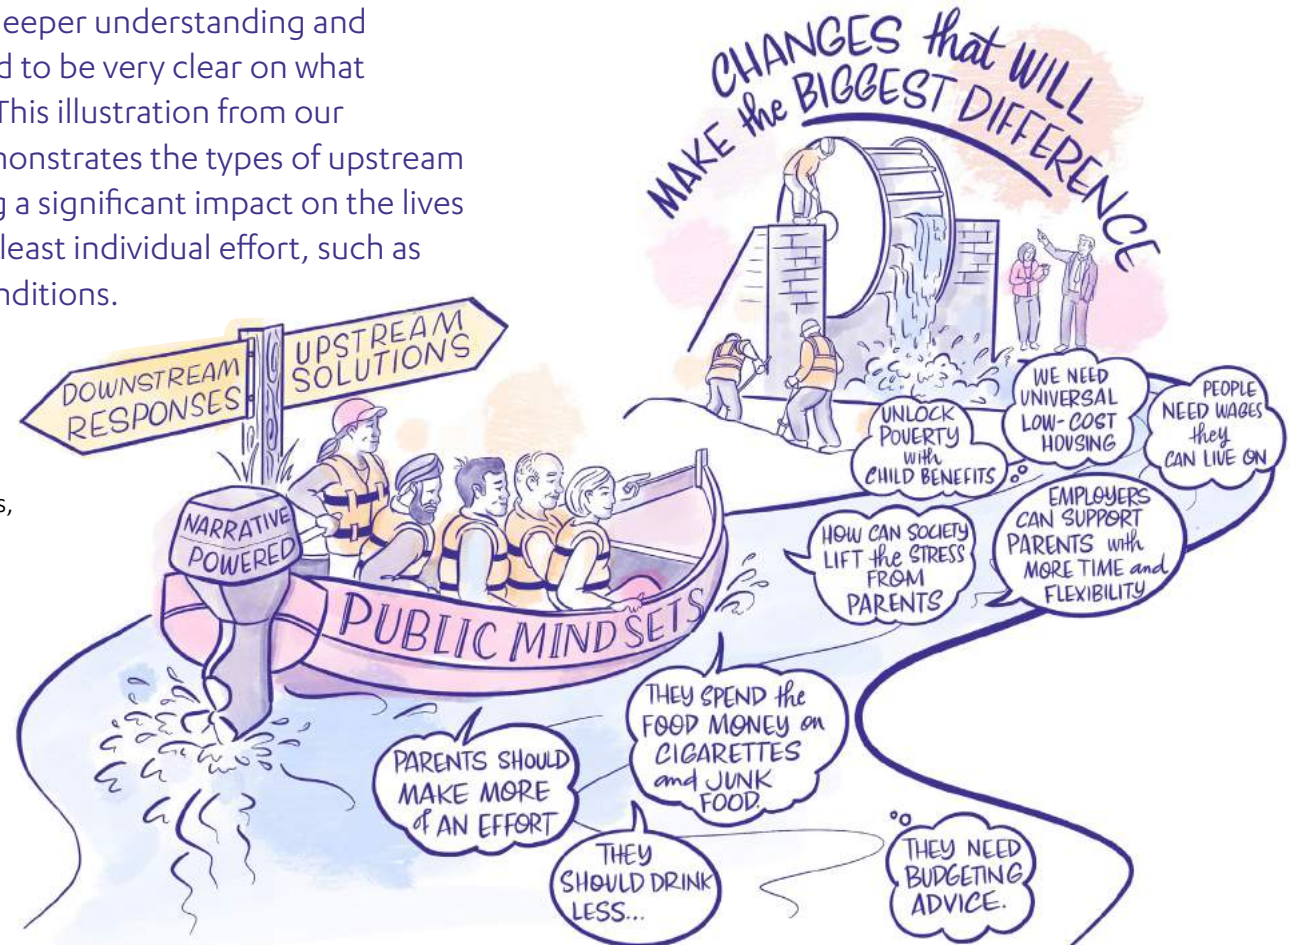 eeper understanding and
d to be very clear on what
This illustration from our
monstrates the types of upstream
g a significant impact on the lives
least individual effort, such as
nditions.
s,
CHANGES that WILL
MAKE the BIGGEST DIFFERENCE
DOWNSTREAM
RESPONSES
UPSTREAM
SOLUTIONS
NARRATIVE
POWERED
PUBLIC MINDSETS
UNLOCK
POVERTY
with
CHILD BENEFITS
WE NEED
UNIVERSAL
LOW-COST
HOUSING
PEOPLE
NEED WAGES
they
CAN LIVE ON
HOW CAN SOCIETY
LIFT the STRESS
FROM
PARENTS
EMPLOYERS
CAN SUPPORT
PARENTS with
MORE TIME and
FLEXIBILITY
PARENTS SHOULD
MAKE MORE
of AN EFFORT
THEY SPEND the
FOOD MONEY on
CIGARETTES
and JUNK
FOOD.
THEY
SHOULD DRINK
LESS...
THEY NEED
BUDGETING
ADVICE.